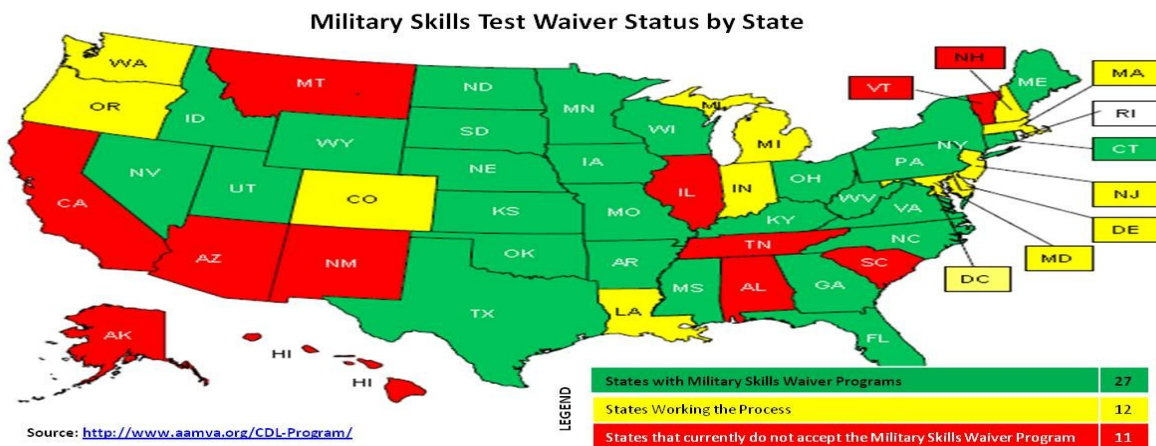 Military Skills Test Waiver Status by State
WA
MT
ND
MN
NH
ME
MA
VT
OR
ID
SD
WI
MI
RI
WY
MI
NY
CT
NV
NE
IA
PA
UT
IL
IN
OH
NJ
CA
CO
KS
MO
KY
WV
VA
DE
TN
NC
MD
AZ
NM
OK
AR
SC
DC
MS
AL
GA
TX
LA
AK
HI
FL
HI
LEGEND
States with Military Skills Waiver Programs 27
States Working the Process 12
States that currently do not accept the Military Skills Waiver Program 11
Source: http://www.aamva.org/CDL-Program/